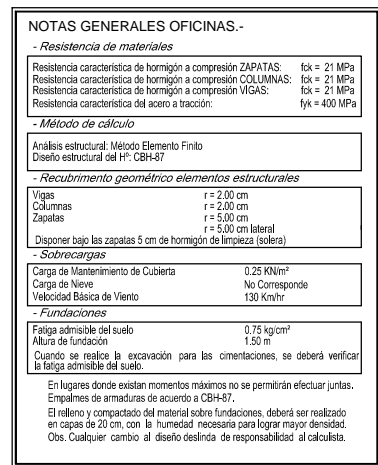 NOTAS GENERALES OFICINAS.-
- Resistencia de materiales
Resistencia característica de hormigón a compresión ZAPATAS: fck = 21 MPa
Resistencia característica de hormigón a compresión COLUMNAS: fck = 21 MPa
Resistencia característica de hormigón a compresión VIGAS: fck = 21 MPa
Resistencia característica del acero a tracción: fyk = 400 MPa
- Método de cálculo
Análisis estructural: Método Elemento Finito
Diseño estructural del Hº: CBH-87
- Recubrimento geométrico elementos estructurales
Vigas r = 2.00 cm
Columnas r = 2.00 cm
Zapatas r = 5.00 cm
r = 5.00 cm lateral
Disponer bajo las zapatas 5 cm de hormigón de limpieza (solera)
- Sobrecargas
Carga de Mantenimiento de Cubierta 0.25 KN/m²
Carga de Nieve No Corresponde
Velocidad Básica de Viento 130 Km/hr
- Fundaciones
Fatiga admisible del suelo 0.75 kg/cm²
Altura de fundación 1.50 m
Cuando se realice la excavación para las cimentaciones, se deberá verificar
la fatiga admisible del suelo.
En lugares donde existan momentos máximos no se permitirán efectuar juntas.
Empalmes de armaduras de acuerdo a CBH-87.
El relleno y compactado del material sobre fundaciones, deberá ser realizado
en capas de 20 cm, con la humedad necesaria para lograr mayor densidad.
Obs. Cualquier cambio al diseño deslinda de responsabilidad al calculista.